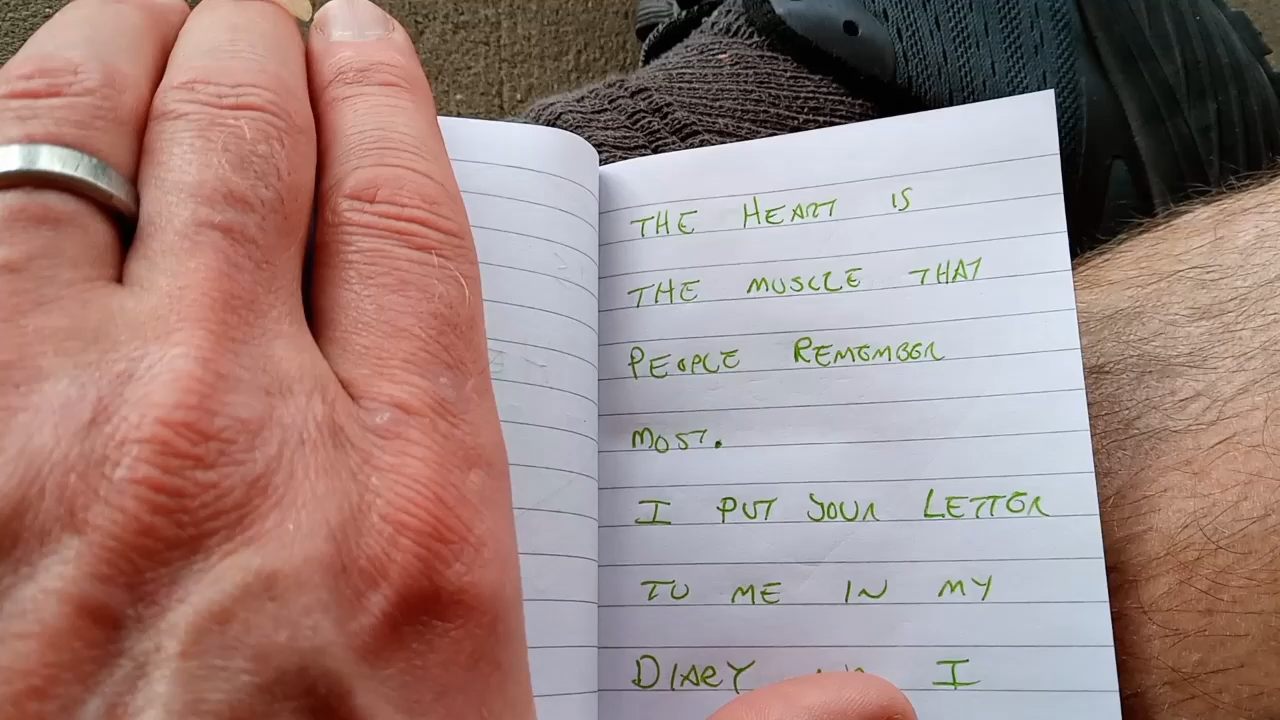 THE HEART IS
THE MUSCLE THAT
PEOPLE REMEMBER
MOST.
I PUT YOUR LETTER
TO ME IN MY
DIARY I